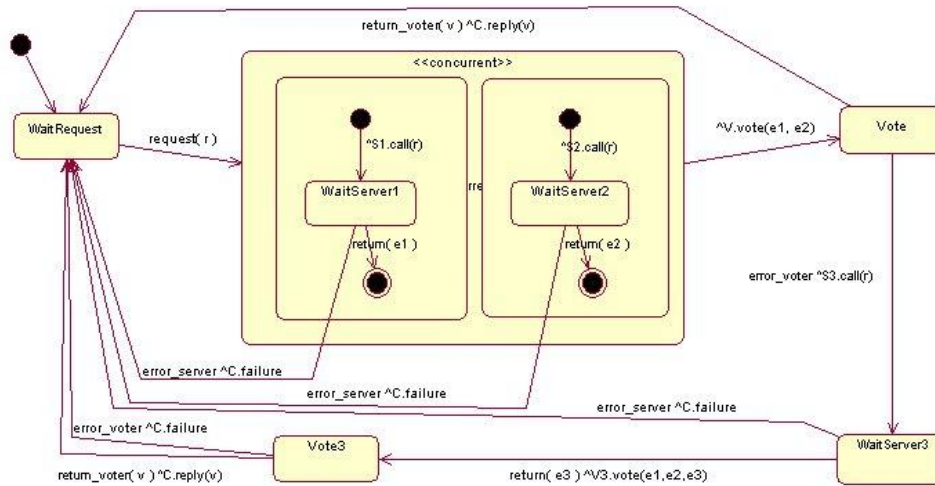 return_voter( v ) ^C.reply(v)
<<concurrent>>
WaitRequest
request( r )
^S1.call(r)
^S2.call(r)
^V.vote(e1, e2)
Vote
WaitServer1
WaitServer2
return( e1 )
return( e2 )
error_voter ^S3.call(r)
error_server ^C.failure
error_server ^C.failure
error_server ^C.failure
error_voter ^C.failure
Vote3
WaitServer3
return_voter( v ) ^C.reply(v)
return( e3 ) ^V3.vote(e1,e2,e3)